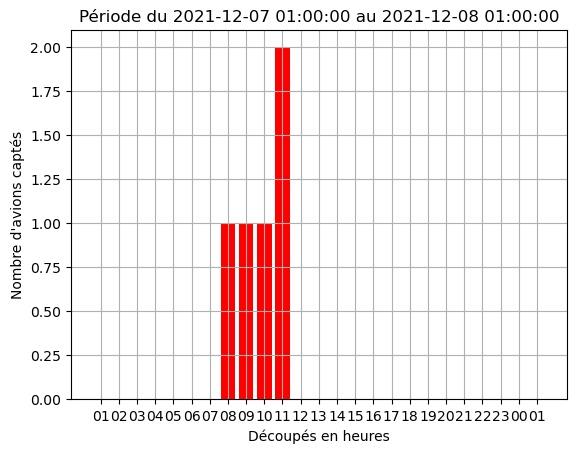 Période du 2021-12-07 01:00:00 au 2021-12-08 01:00:00
2.00
1.75
1.50
1.25
1.00
0.75
0.50
0.25
0.00
Nombre d'avions captés
01 02 03 04 05 06 07 08 09 10 11 12 13 14 15 16 17 18 19 20 21 22 23 00 01
Découpés en heures